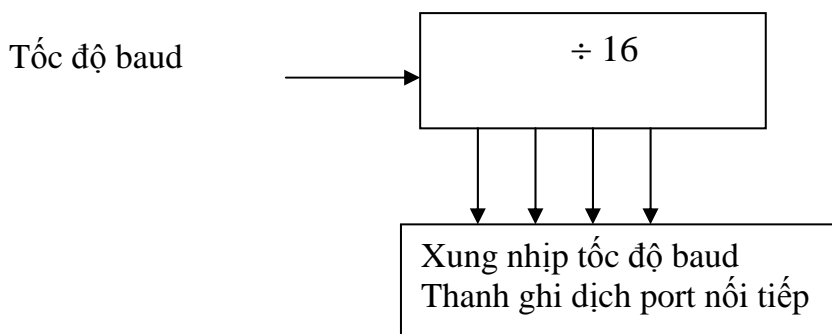 Tốc độ baud
÷ 16
Xung nhịp tốc độ baud
Thanh ghi dịch port nối tiếp